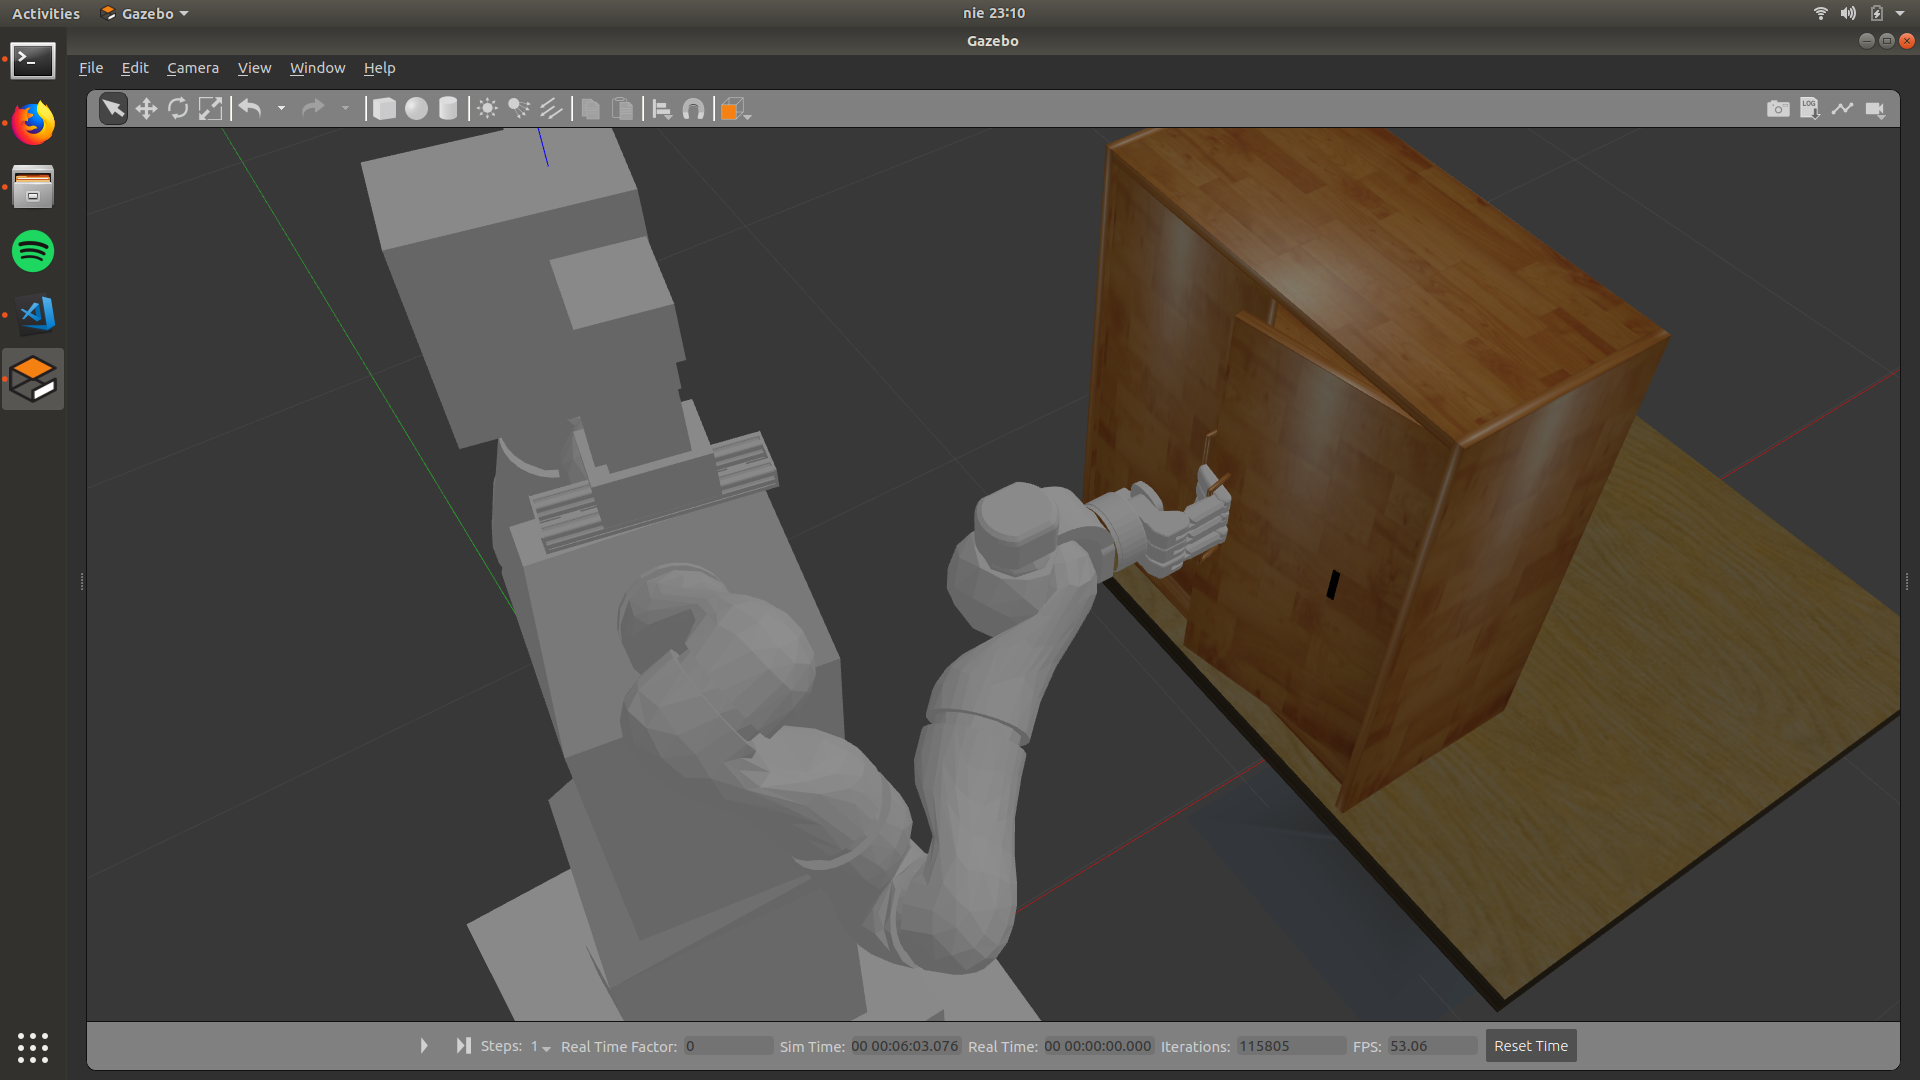 Activities Gazebo nie 23:10
Gazebo
File Edit Camera View Window Help
LOG
Steps: 1 Real Time Factor: 0 Sim Time: 00 00:06:03.076 Real Time: 00 00:00:00.000 Iterations: 115805 FPS: 53.06 Reset Time